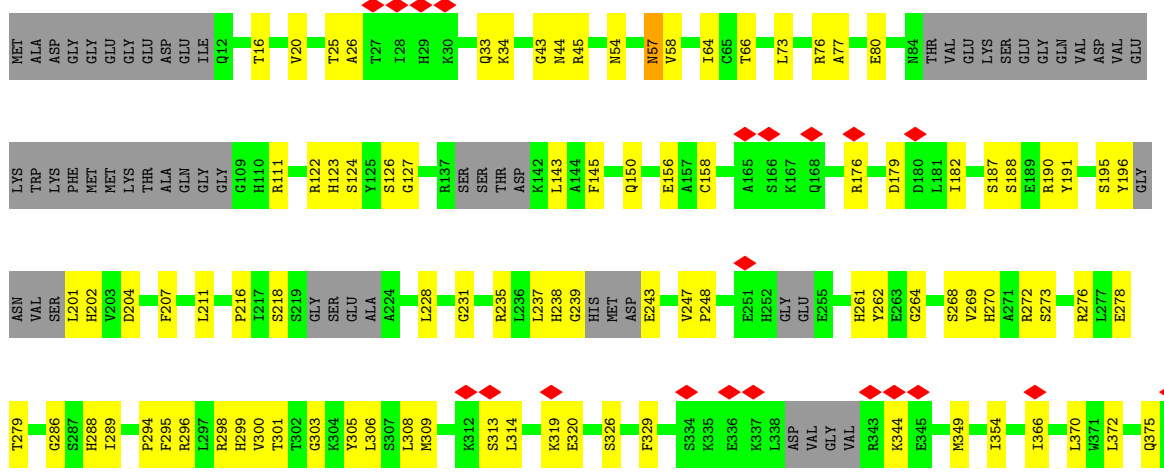 MET ALA ASP GLY GLY GLU GLY GLU ASP GLU ILE Q12 T16 V20 T25 A26 T27 I28 H29 K30 Q33 K34 G43 N44 R45 N54 N57 V58 I64 C65 T66 L73 R76 A77 E80 N84 THR VAL GLU LYS SER GLU GLY GLN VAL ASP VAL GLU
LYS TRP LYS PHE MET MET LYS THR ALA GLN GLY GLY G109 H110 R111 R122 H123 S124 Y125 S126 G127 R137 SER SER THR ASP K142 L143 A144 F145 Q150 E156 A157 C158 A165 S166 K167 Q168 R176 D179 D180 L181 I182 S187 S188 E189 R190 Y191 S195 Y196 GLY
ASN VAL SER L201 H202 V203 D204 F207 L211 P216 I217 S218 S219 GLY SER GLU ALA A224 L228 G231 R235 L236 L237 H238 G239 HIS MET ASP E243 V247 P248 E251 H252 GLY GLU E255 H261 Y262 E263 G264 S268 V269 H270 A271 R272 S273 R276 L277 E278
T279 G286 S287 H288 I289 P294 F295 R296 L297 R298 H299 V300 T301 T302 G303 K304 Y305 L306 S307 L308 M309 K312 S313 L314 K319 E320 S326 F329 S334 K335 E336 K337 L338 ASP VAL GLY VAL R343 K344 E345 M349 I354 I366 L370 W371 L372 Q375